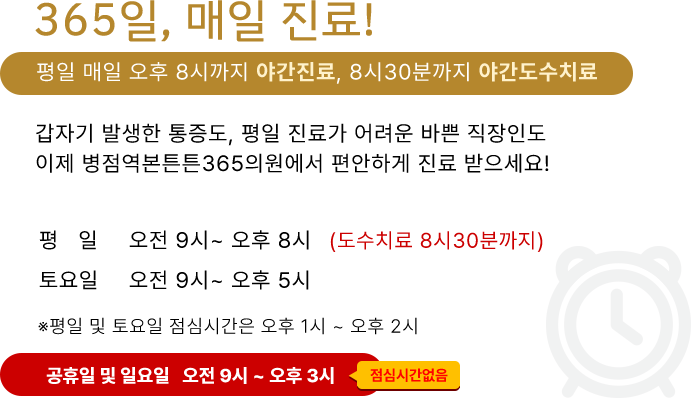 365일, 매일 진료!
평일 매일 오후 8시까지 야간진료, 8시30분까지 야간도수치료
갑자기 발생한 통증도, 평일 진료가 어려운 바쁜 직장인도
이제 병점역본튼튼365의원에서 편안하게 진료 받으세요!
평 일 오전 9시~ 오후 8시 (도수치료 8시30분까지)
토요일 오전 9시~ 오후 5시
※평일 및 토요일 점심시간은 오후 1시 ~ 오후 2시
공휴일 및 일요일 오전 9시 ~ 오후 3시 점심시간없음